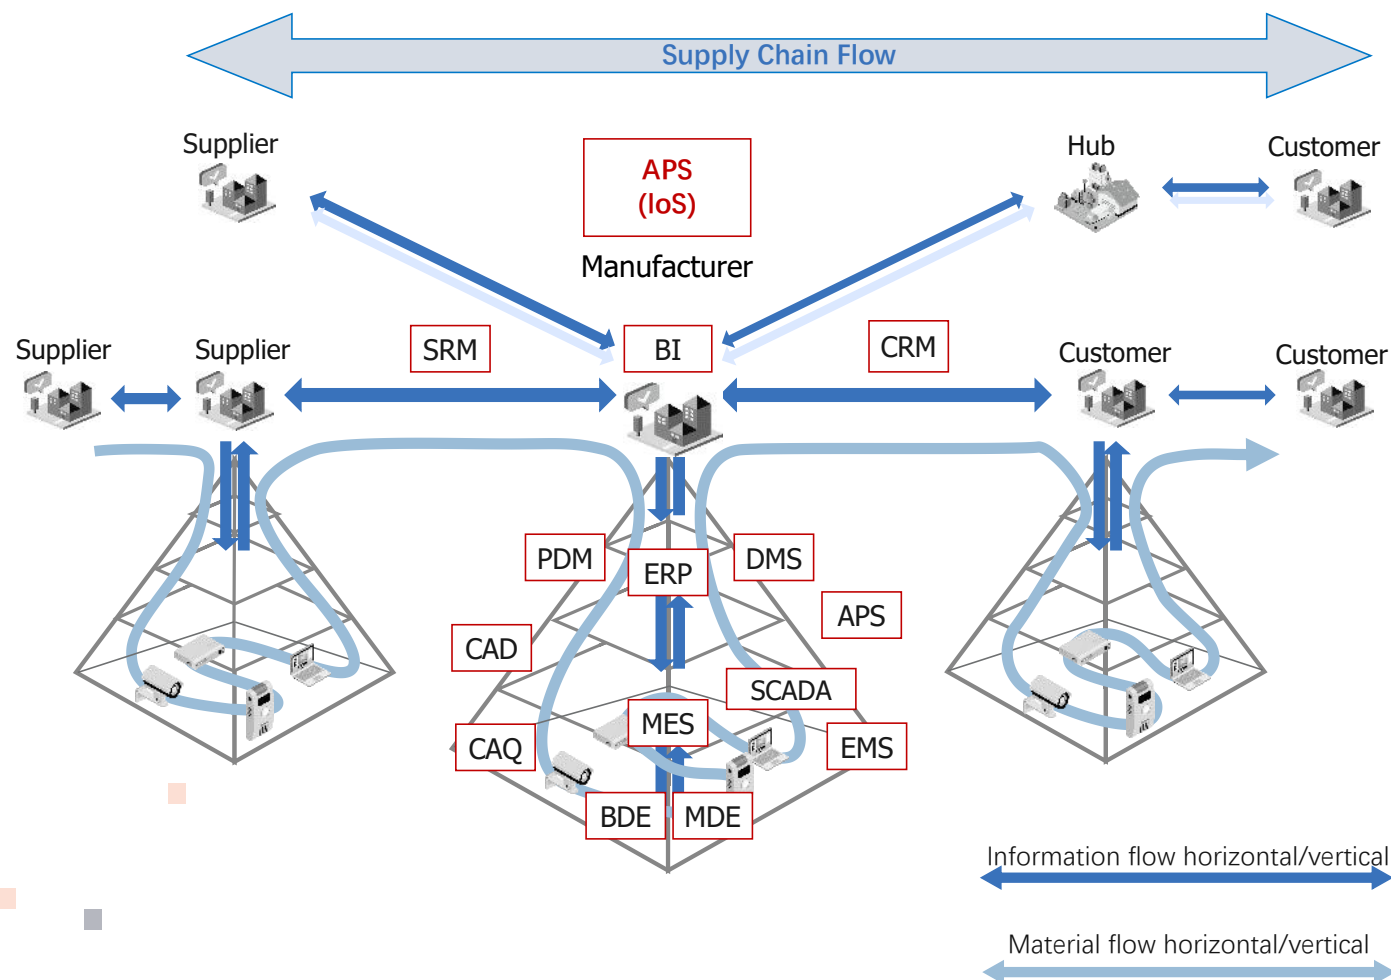 Supply Chain Flow
Supplier
APS
(IoS)
Hub
Customer
Manufacturer
Supplier
Supplier
SRM
BI
CRM
Customer
Customer
PDM
ERP
DMS
APS
CAD
SCADA
MES
CAQ
EMS
BDE
MDE
Information flow horizontal/vertical
Material flow horizontal/vertical